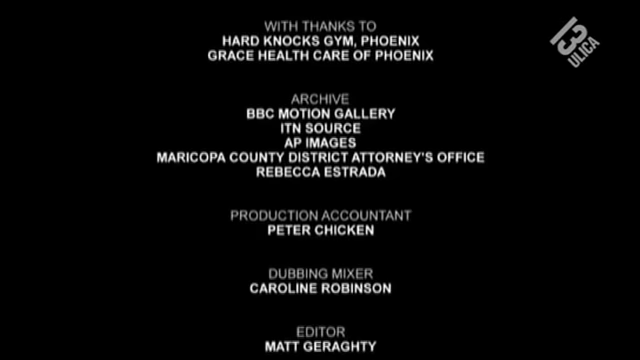 WITH THANKS TO
HARD KNOCKS GYM, PHOENIX
GRACE HEALTH CARE OF PHOENIX
ARCHIVE
BBC MOTION GALLERY
ITN SOURCE
AP IMAGES
MARICOPA COUNTY DISTRICT ATTORNEY'S OFFICE
REBECCA ESTRADA
PRODUCTION ACCOUNTANT
PETER CHICKEN
DUBBING MIXER
CAROLINE ROBINSON
EDITOR
MATT GERAGHTY
13
ULICA